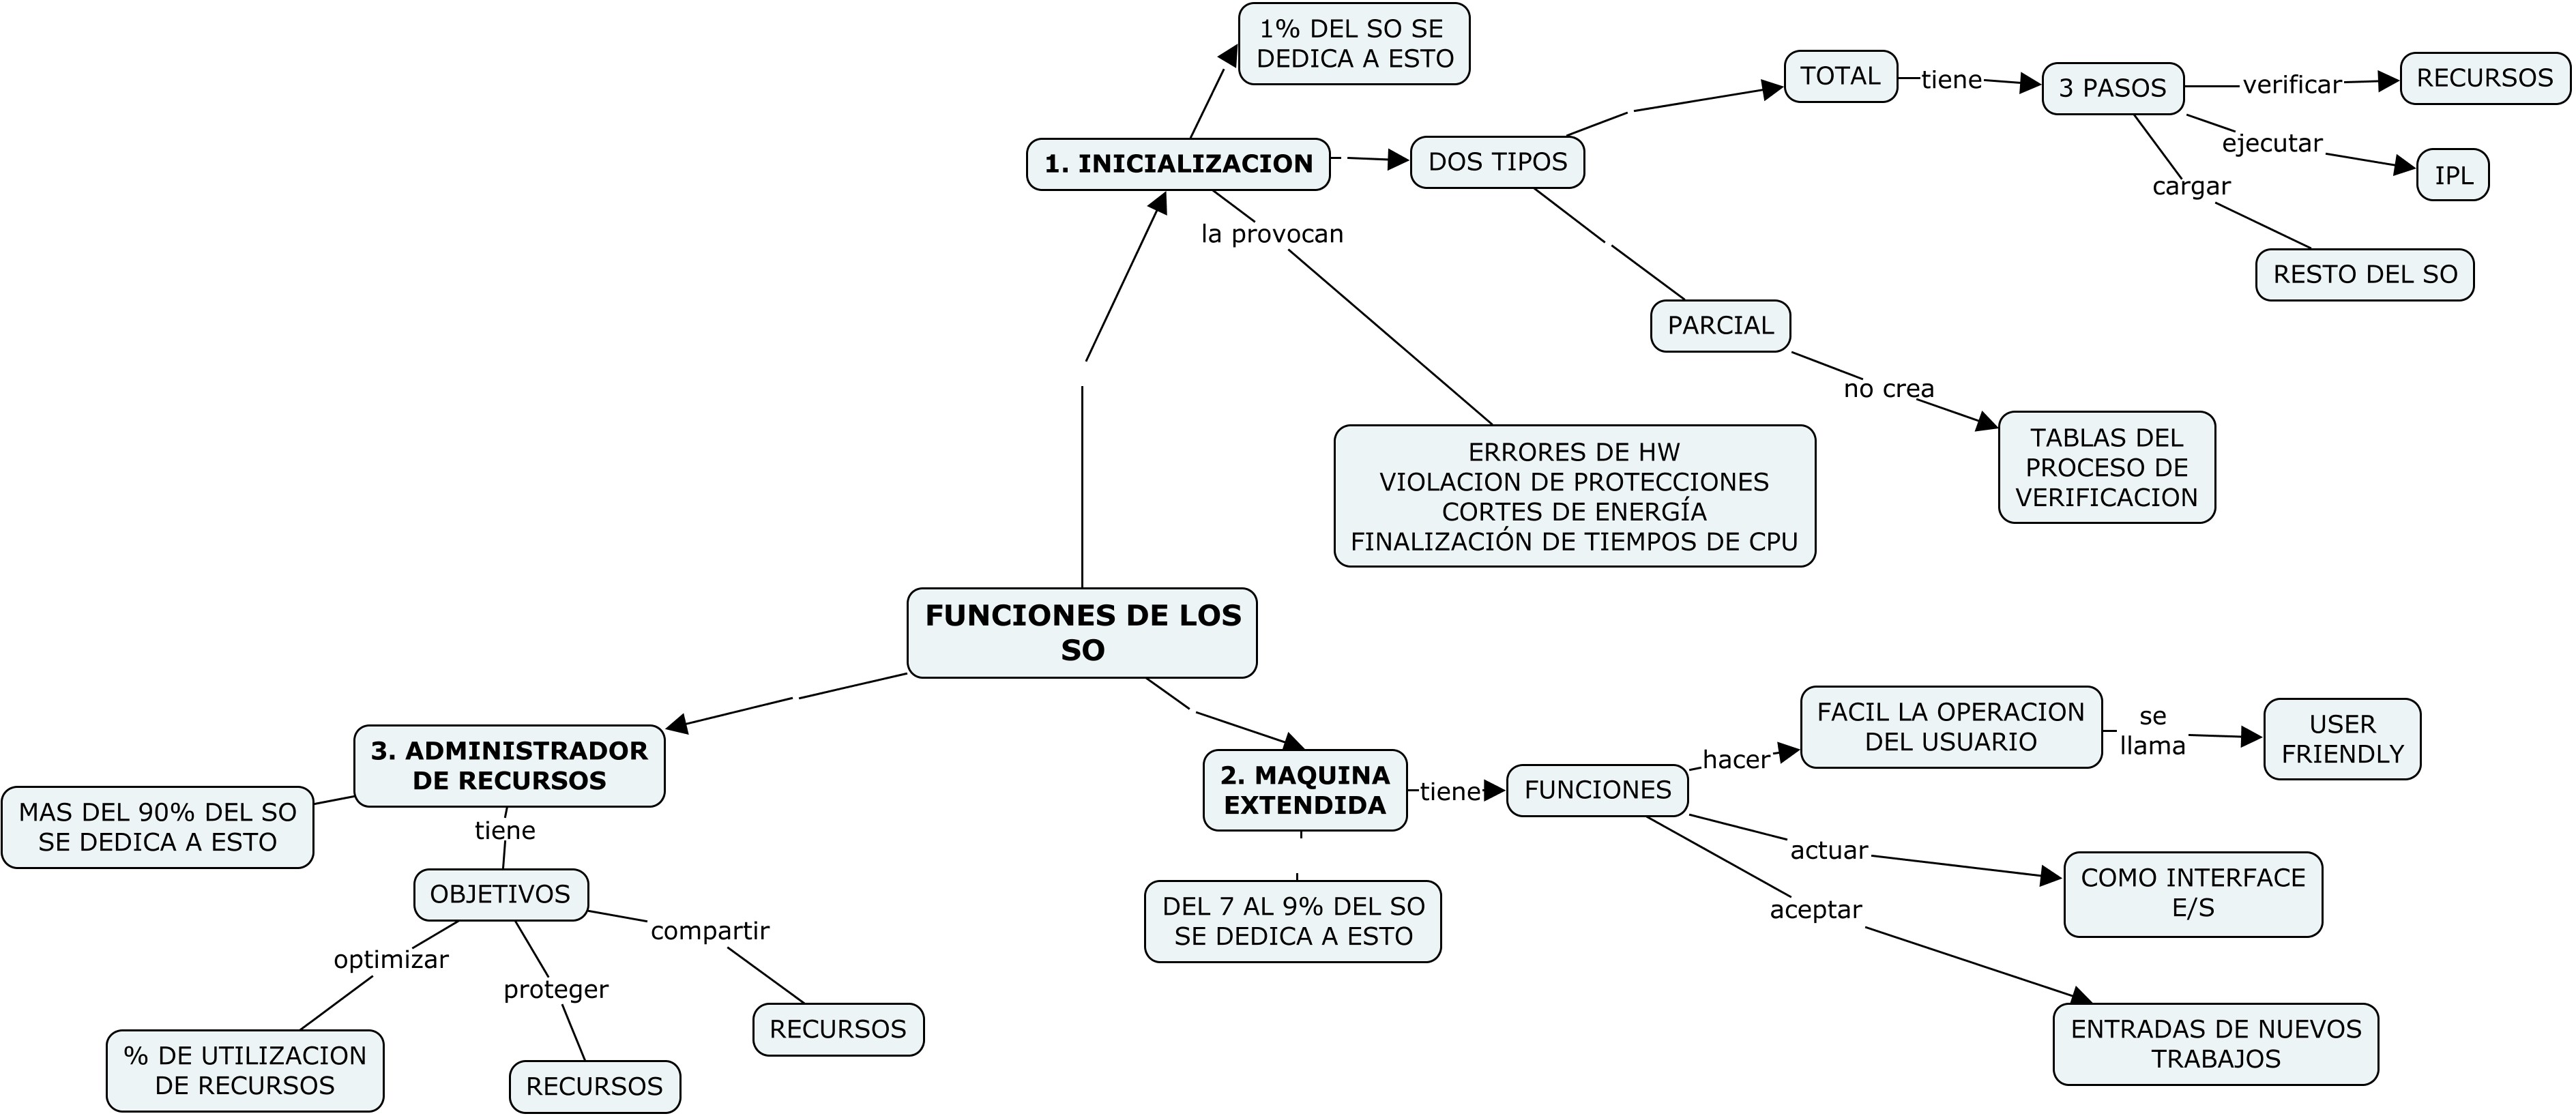 1% DEL SO SE
DEDICA A ESTO
TOTAL
tiene
3 PASOS
verificar
RECURSOS
ejecutar
IPL
cargar
RESTO DEL SO
1. INICIALIZACION
DOS TIPOS
la provocan
PARCIAL
no crea
TABLAS DEL
PROCESO DE
VERIFICACION
ERRORES DE HW
VIOLACION DE PROTECCIONES
CORTES DE ENERGÍA
FINALIZACIÓN DE TIEMPOS DE CPU
FUNCIONES DE LOS
SO
3. ADMINISTRADOR
DE RECURSOS
MAS DEL 90% DEL SO
SE DEDICA A ESTO
tiene
OBJETIVOS
optimizar
proteger
compartir
% DE UTILIZACION
DE RECURSOS
RECURSOS
RECURSOS
2. MAQUINA
EXTENDIDA
tiene
FUNCIONES
DEL 7 AL 9% DEL SO
SE DEDICA A ESTO
hacer
FACIL LA OPERACION
DEL USUARIO
se
llama
USER
FRIENDLY
actuar
COMO INTERFACE
E/S
aceptar
ENTRADAS DE NUEVOS
TRABAJOS